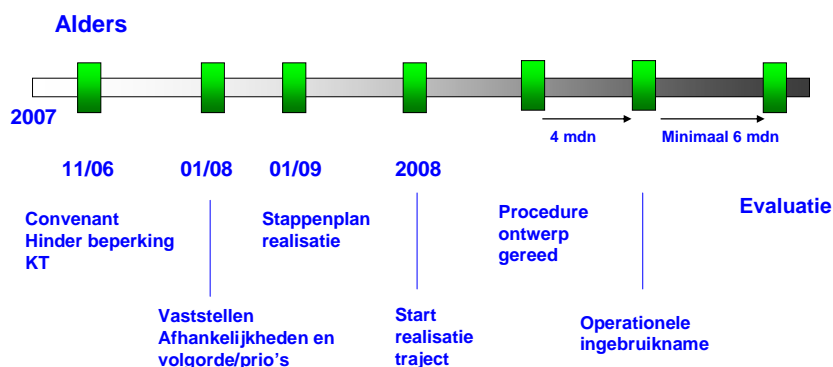 Alders
2007
4 mdn
Minimaal 6 mdn
11/06
01/08
01/09
2008
Convenant
Hinder beperking
KT
Stappenplan
realisatie
Procedure
ontwerp
gereed
Evaluatie
Vaststellen
Afhankelijkheden en
volgorde/prio's
Start
realisatie
traject
Operationele
ingebruikname